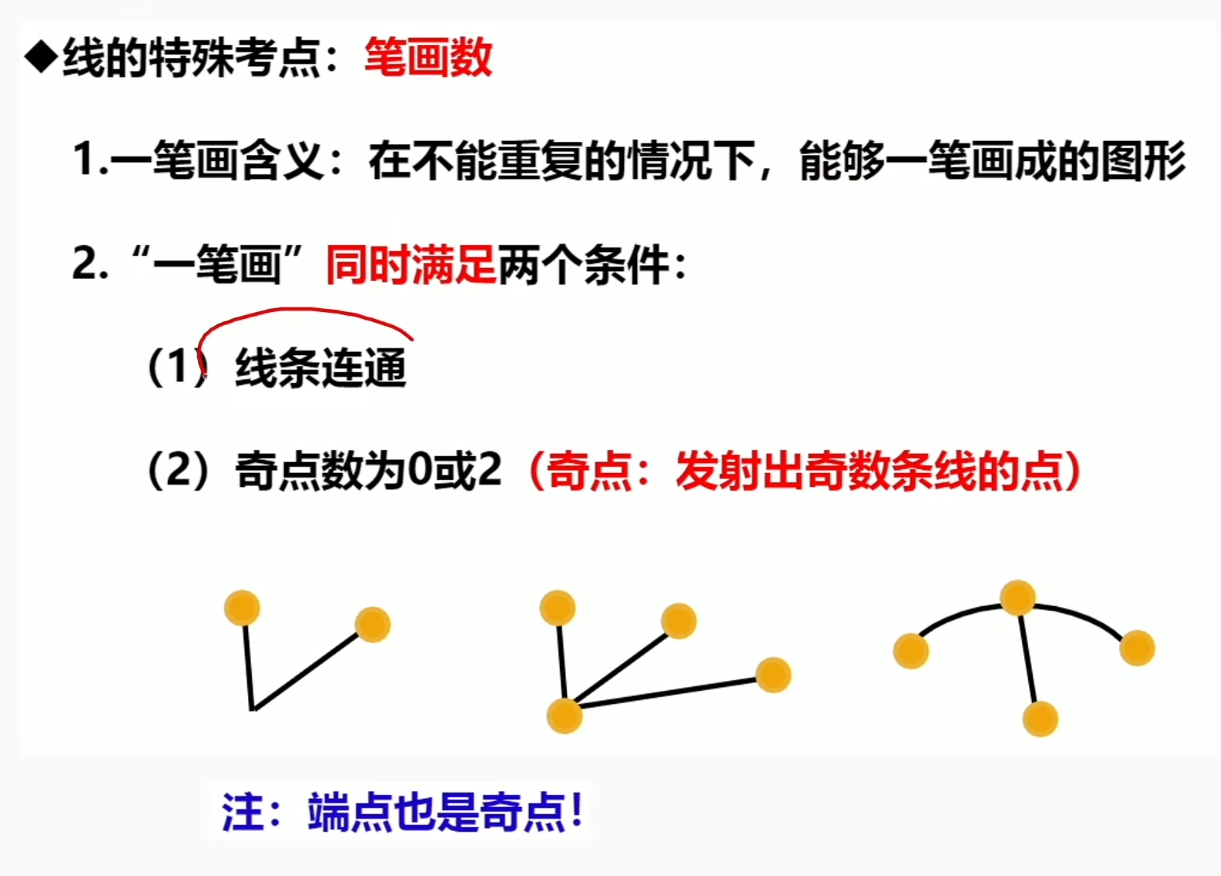 ◆线的特殊考点：笔画数
1.一笔画含义：在不能重复的情况下，能够一笔画成的图形
2.“一笔画”同时满足两个条件：
（1）线条连通
（2）奇点数为0或2（奇点：发射出奇数条线的点）
注：端点也是奇点！